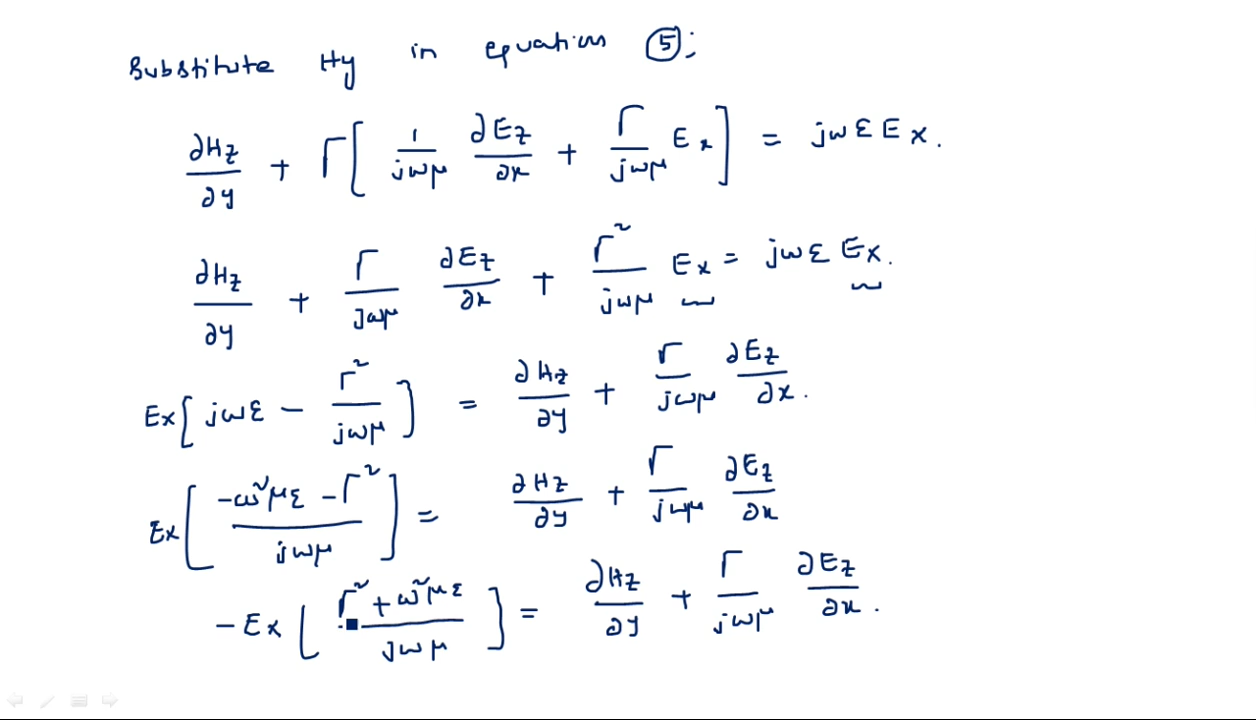 Substitute Hy in equation ⑤;
∂Hz/∂y + Γ[ 1/jωμ ∂Ez/∂x + Γ/jωμ Ex ] = jωε Ex.
∂Hz/∂y + Γ/jωμ ∂Ez/∂x + Γ²/jωμ Ex = jωε Ex.
Ex[ jωε − Γ²/jωμ ] = ∂Hz/∂y + Γ/jωμ ∂Ez/∂x.
Ex[ (−ω²με − Γ²)/jωμ ] = ∂Hz/∂y + Γ/jωμ ∂Ez/∂x
−Ex[ (Γ² + ω²με)/jωμ ] = ∂Hz/∂y + Γ/jωμ ∂Ez/∂x.